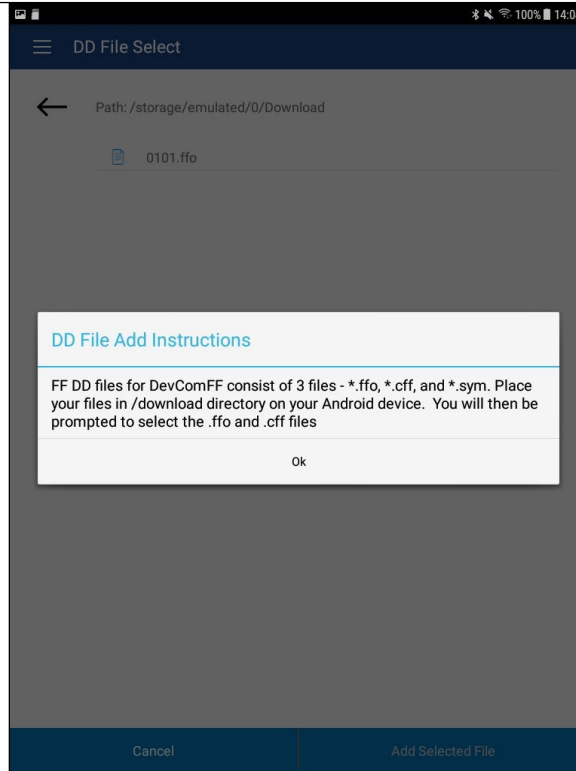 100% 14:0
DD File Select
Path: /storage/emulated/0/Download
0101.ffo
DD File Add Instructions
FF DD files for DevComFF consist of 3 files - *.ffo, *.cff, and *.sym. Place
your files in /download directory on your Android device.  You will then be
prompted to select the .ffo and .cff files
Ok
Cancel
Add Selected File